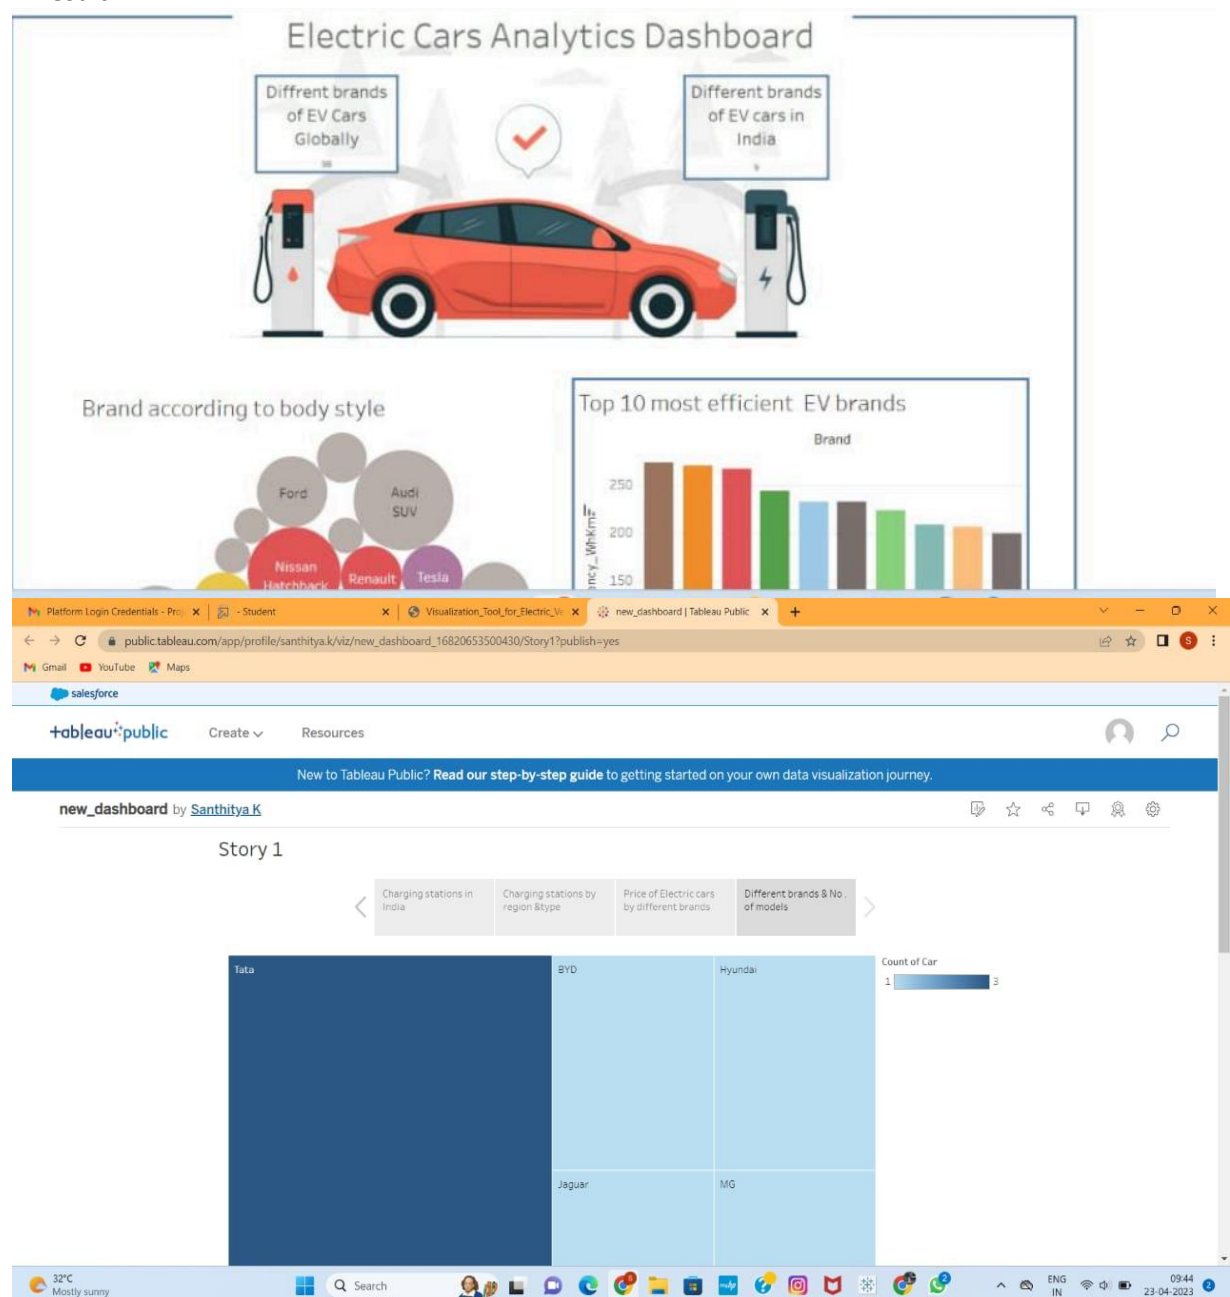 Electric Cars Analytics Dashboard
Diffrent brands
of EV Cars
Globally
Different brands
of EV cars in
India
Brand according to body style
Ford
Audi
SUV
Nissan
Hatchback
Renault
Tesla
Top 10 most efficient EV brands
Brand
250
200
150
ency_WhKm
Platform Login Credentials - Pro
- Student
Visualization_Tool_for_Electric_Ve
new_dashboard | Tableau Public
public.tableau.com/app/profile/santhitya.k/viz/new_dashboard_16820653500430/Story1?publish=yes
S
Gmail YouTube Maps
salesforce
tableau public
Create
Resources
New to Tableau Public? Read our step-by-step guide to getting started on your own data visualization journey.
new_dashboard by Santhitya K
Story 1
Charging stations in
India
Charging stations by
region &type
Price of Electric cars
by different brands
Different brands & No .
of models
Tata
BYD
Hyundai
Jaguar
MG
Count of Car
1 3
32°C
Mostly sunny
Search
ENG
IN
09:44
23-04-2023
2